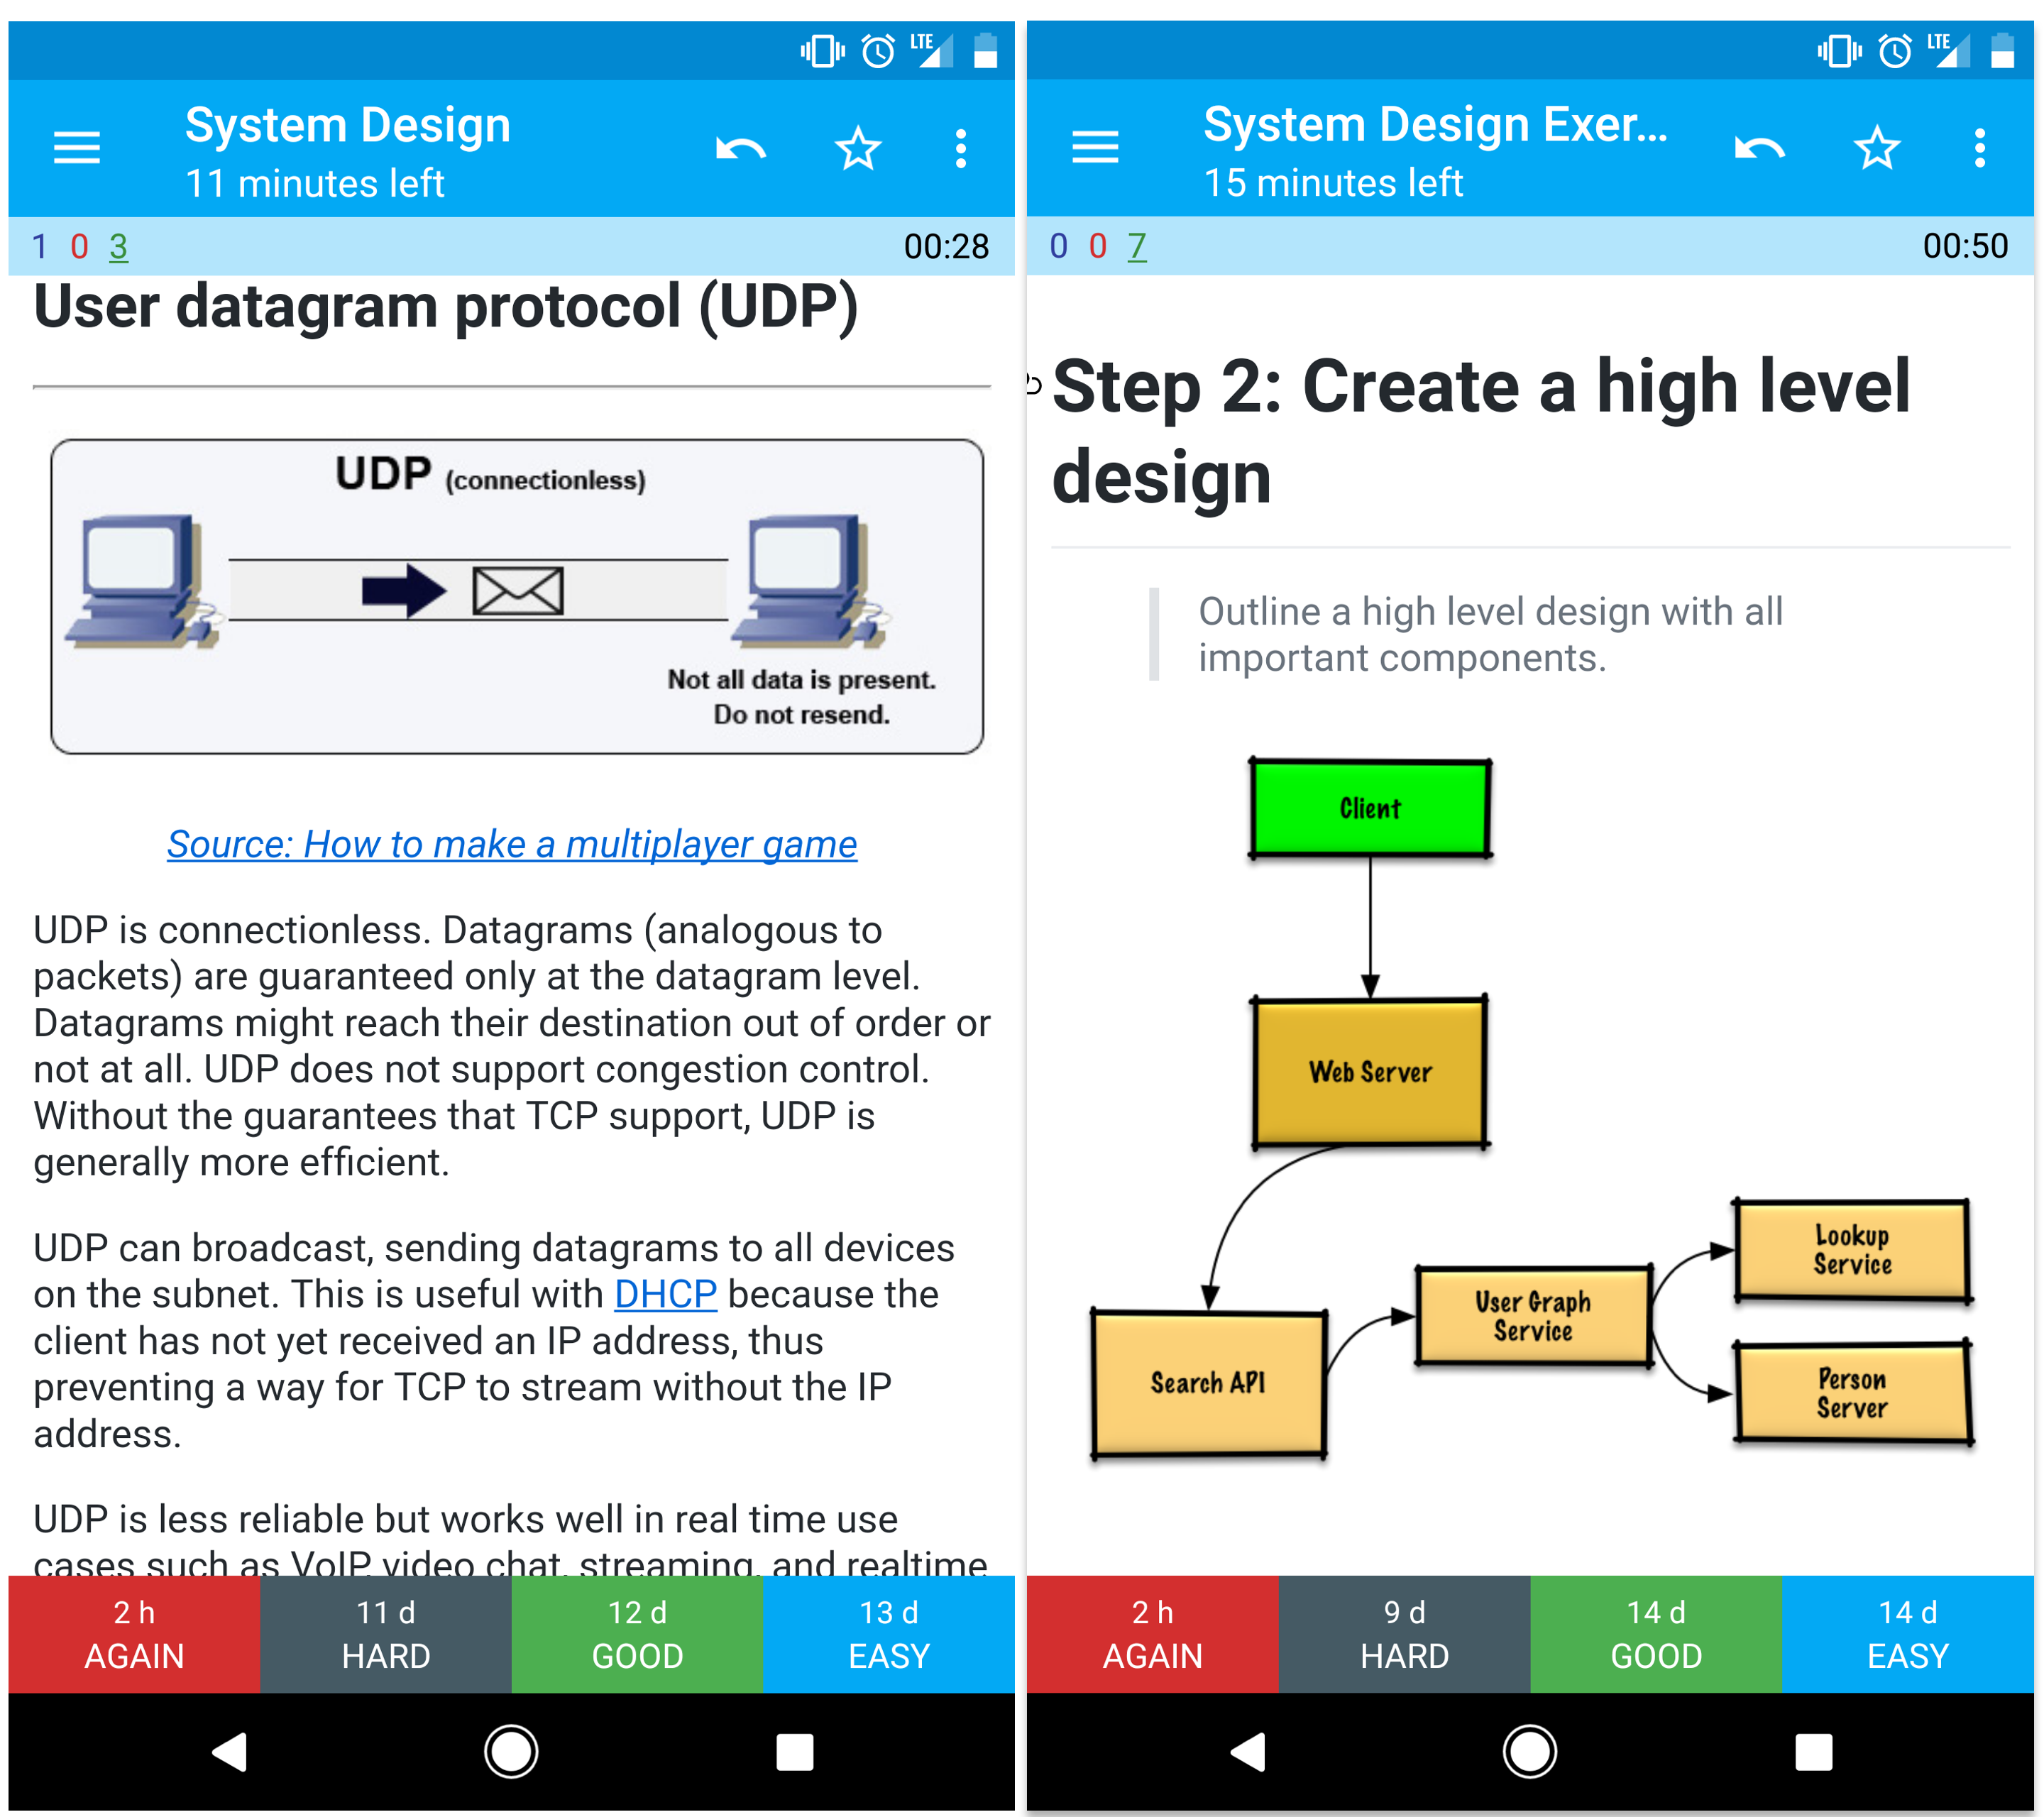 LTE
System Design
11 minutes left
1 0 3
00:28
User datagram protocol (UDP)
UDP (connectionless)
Not all data is present.
Do not resend.
Source: How to make a multiplayer game
UDP is connectionless. Datagrams (analogous to
packets) are guaranteed only at the datagram level.
Datagrams might reach their destination out of order or
not at all. UDP does not support congestion control.
Without the guarantees that TCP support, UDP is
generally more efficient.
UDP can broadcast, sending datagrams to all devices
on the subnet. This is useful with DHCP because the
client has not yet received an IP address, thus
preventing a way for TCP to stream without the IP
address.
UDP is less reliable but works well in real time use
cases such as VoIP, video chat, streaming, and realtime
2 h
AGAIN
11 d
HARD
12 d
GOOD
13 d
EASY
LTE
System Design Exer...
15 minutes left
0 0 7
00:50
Step 2: Create a high level
design
Outline a high level design with all
important components.
Client
Web Server
Lookup
Service
User Graph
Service
Search API
Person
Server
2 h
AGAIN
9 d
HARD
14 d
GOOD
14 d
EASY